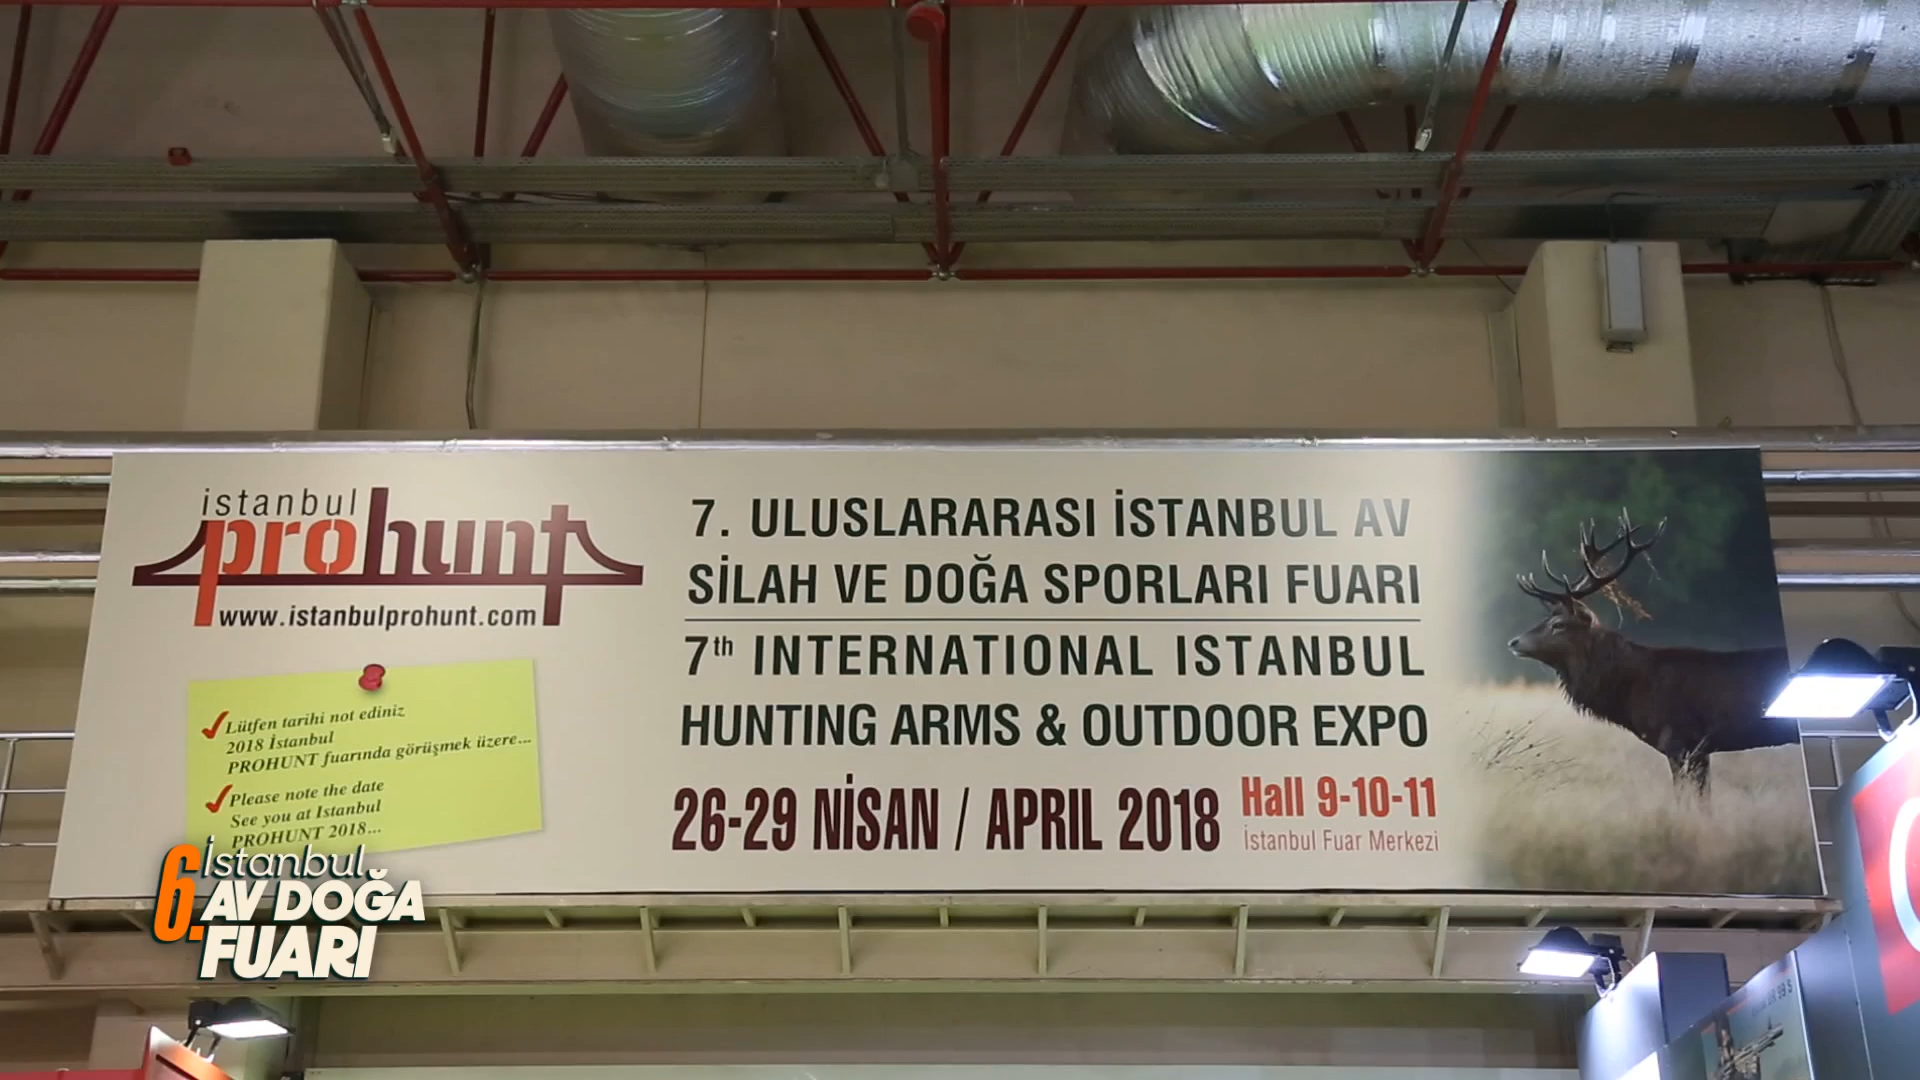 istanbul
prohunt
www.istanbulprohunt.com
Lütfen tarihi not ediniz
2018 İstanbul
PROHUNT fuarında görüşmek üzere...
Please note the date
See you at Istanbul
PROHUNT 2018...
7. ULUSLARARASI İSTANBUL AV
SİLAH VE DOĞA SPORLARI FUARI
7th INTERNATIONAL ISTANBUL
HUNTING ARMS & OUTDOOR EXPO
26-29 NİSAN / APRIL 2018
Hall 9-10-11
İstanbul Fuar Merkezi
6. İstanbul
AV DOĞA
FUARI